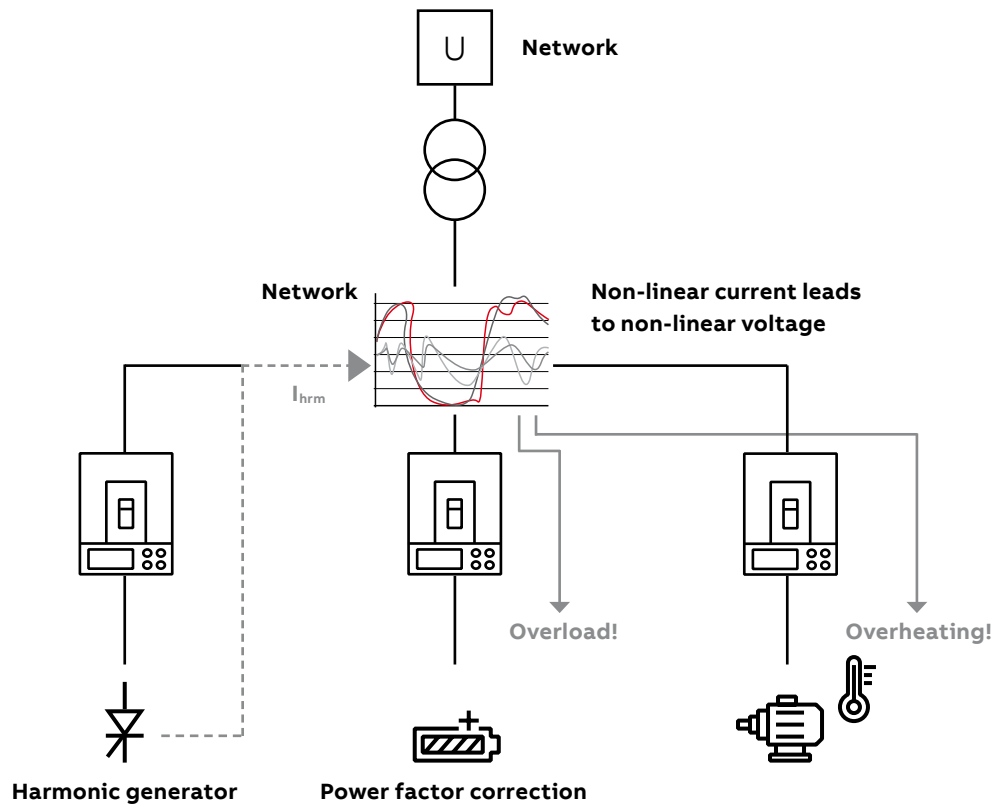 U
Network
Network
Non-linear current leads
to non-linear voltage
Ihrm
Overload!
Overheating!
Harmonic generator
Power factor correction